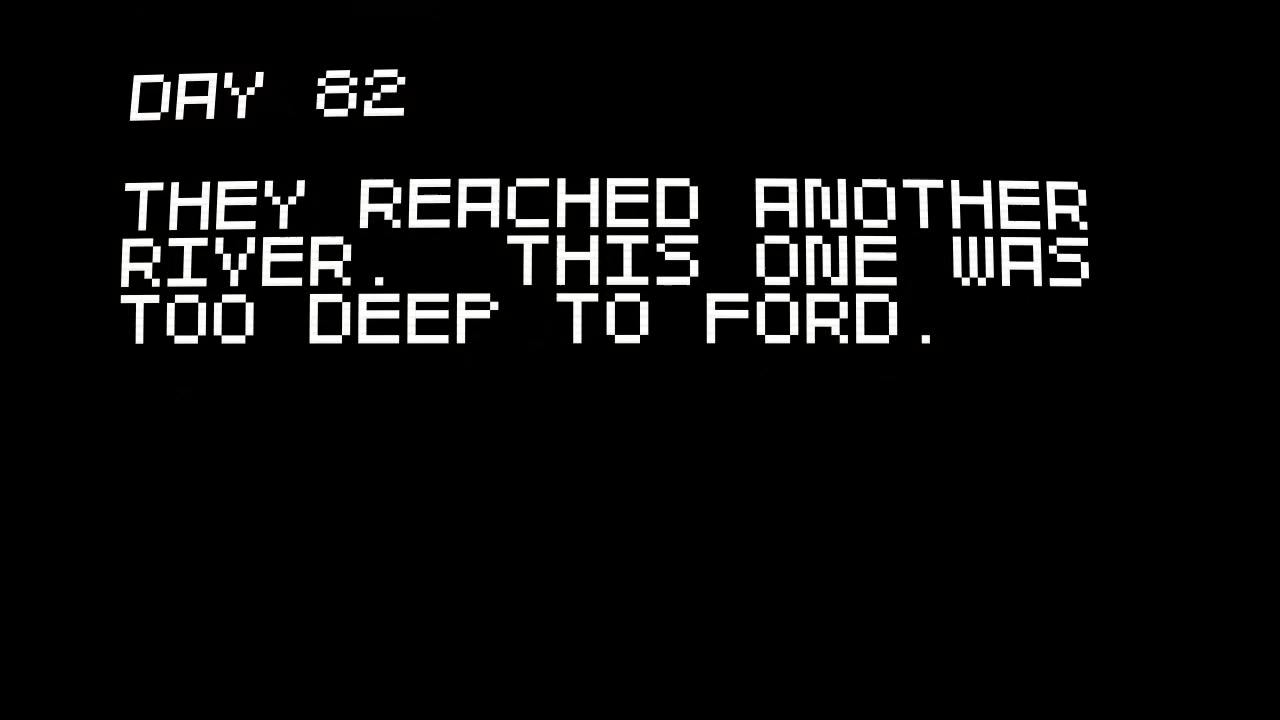 DAY 82
THEY REACHED ANOTHER
RIVER. THIS ONE WAS
TOO DEEP TO FORD.